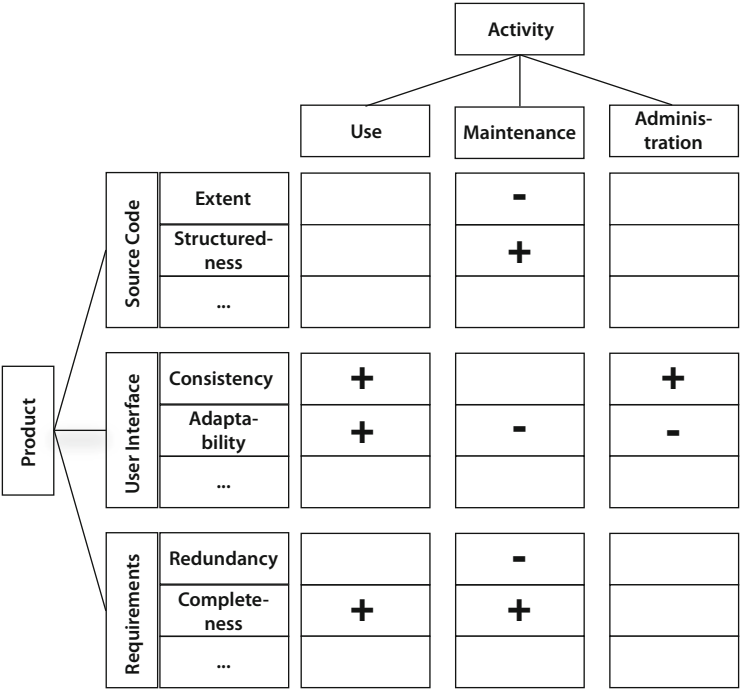 Activity
Use
Maintenance
Adminis-
tration
Product
Source Code
Extent
-
Structured-
ness
+
...
User Interface
Consistency
+
+
Adapta-
bility
+
-
-
...
Requirements
Redundancy
-
Complete-
ness
+
+
...